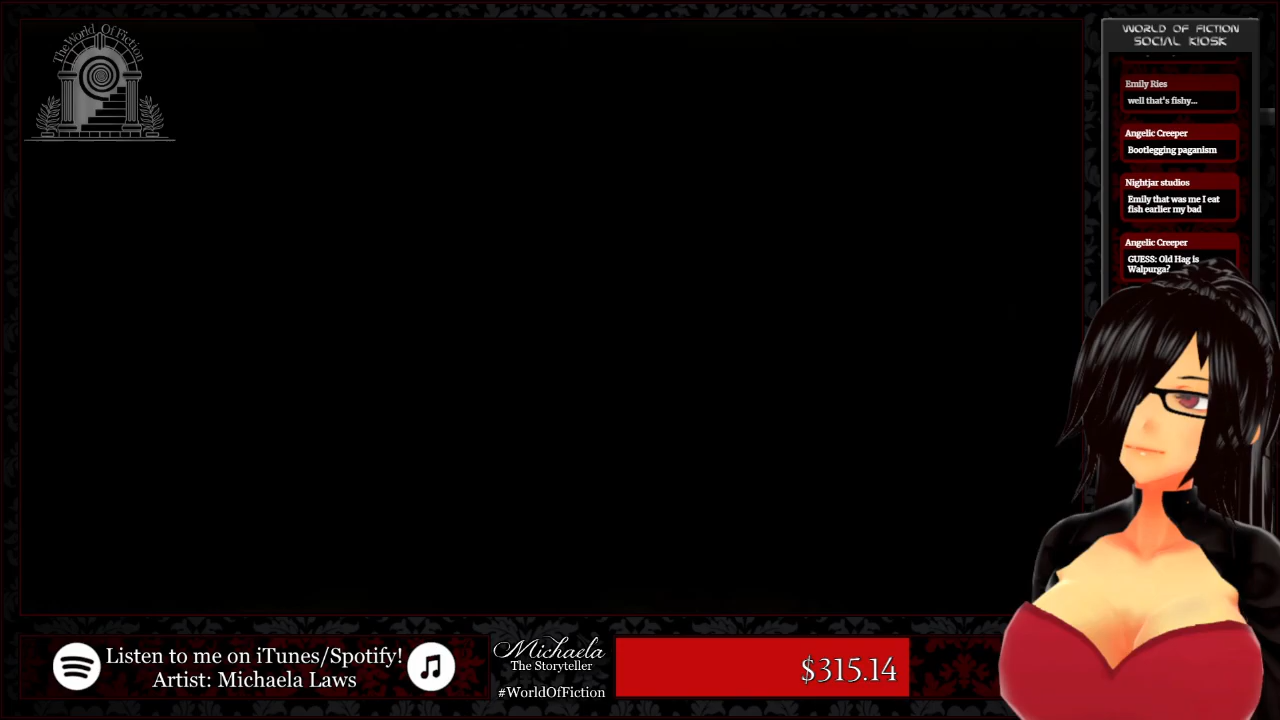 The World Of Fiction
WORLD OF FICTION
SOCIAL KIOSK
Emily Ries
well that's fishy...
Angelic Creeper
Bootlegging paganism
Nightjar studios
Emily that was me I eat
fish earlier my bad
Angelic Creeper
GUESS: Old Hag is
Walpurga?
Listen to me on iTunes/Spotify!
Artist: Michaela Laws
Michaela
The Storyteller
#WorldOfFiction
$315.14